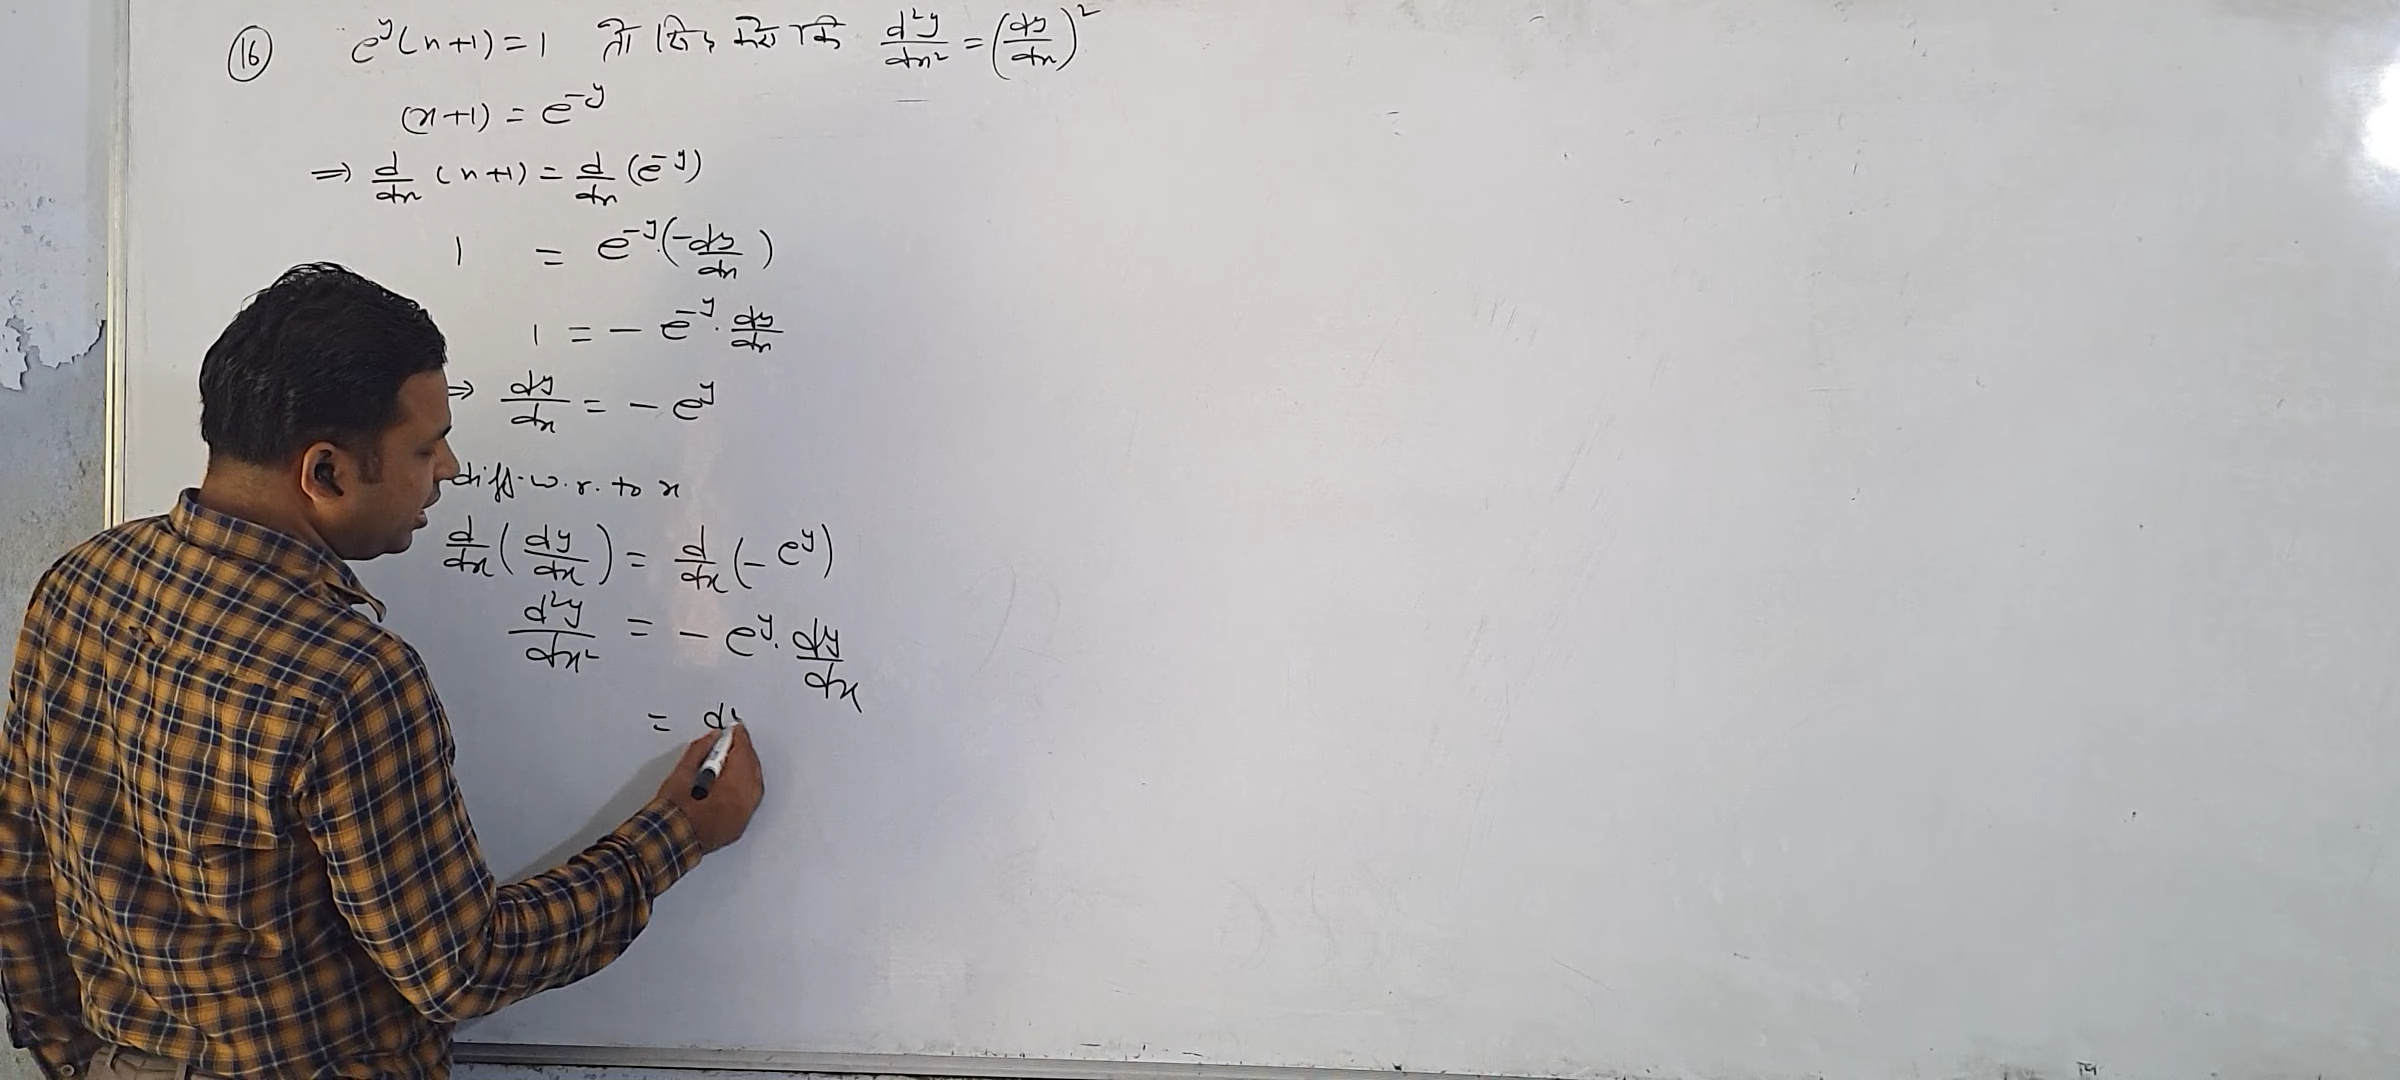 (16) e^y (x+1) = 1 तो सिद्ध करो कि d²y/dx² = (dy/dx)²
(x+1) = e^-y
⇒ d/dx (x+1) = d/dx (e^-y)
1 = e^-y . (-dy/dx)
1 = - e^-y . dy/dx
⇒ dy/dx = - e^y
diff. w. r. to x
d/dx (dy/dx) = d/dx (- e^y)
d²y/dx² = - e^y . dy/dx
= dy